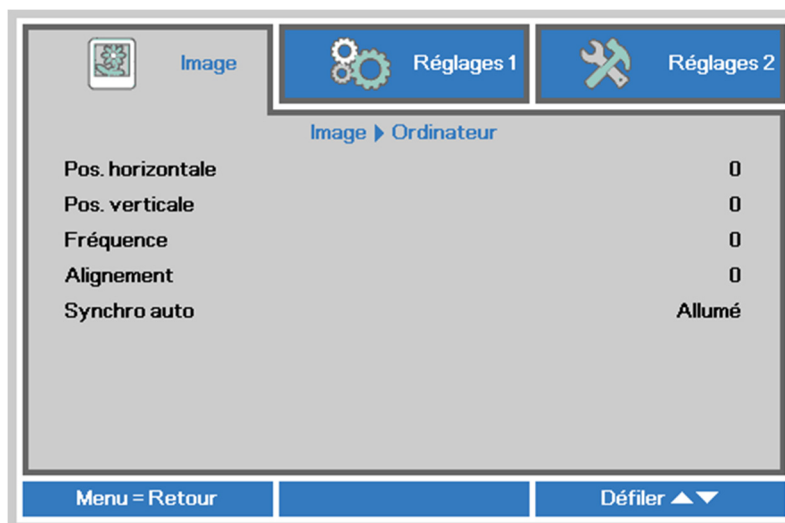 Image
Réglages 1
Réglages 2
Image ▶ Ordinateur
Pos. horizontale 0
Pos. verticale 0
Fréquence 0
Alignement 0
Synchro auto Allumé
Menu = Retour
Défiler ▲▼